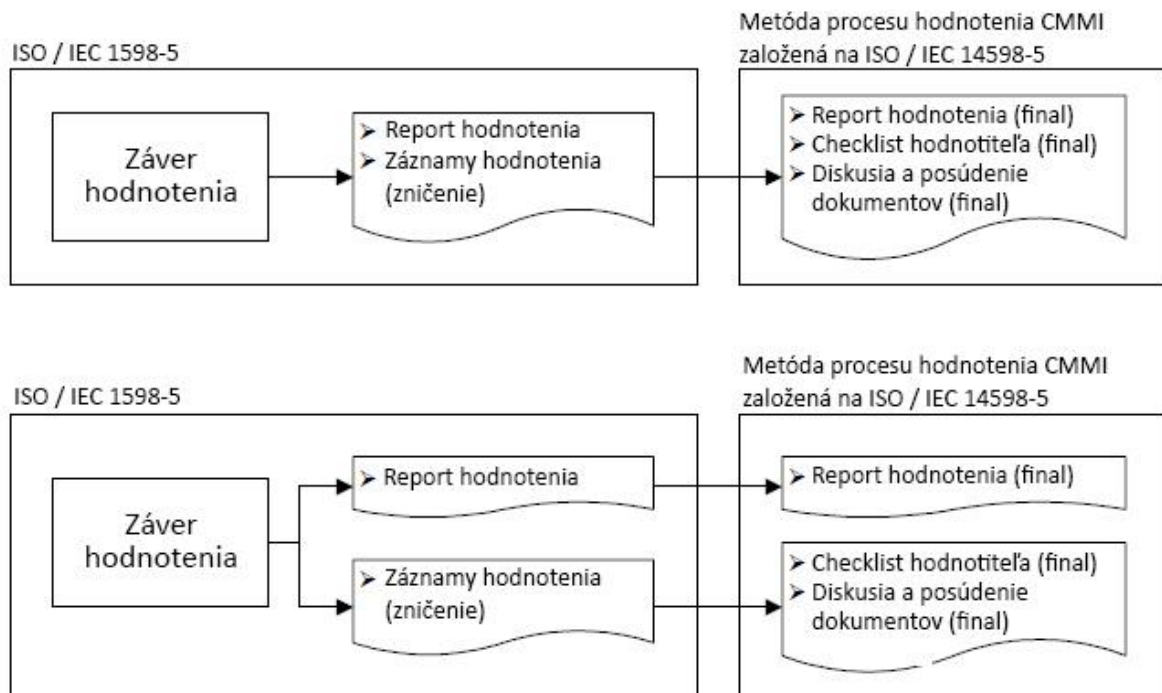 ISO / IEC 1598-5
Metóda procesu hodnotenia CMMI
založená na ISO / IEC 14598-5
Záver
hodnotenia
➢ Report hodnotenia
➢ Záznamy hodnotenia
(zničenie)
➢ Report hodnotenia (final)
➢ Checklist hodnotiteľa (final)
➢ Diskusia a posúdenie
dokumentov (final)
ISO / IEC 1598-5
Metóda procesu hodnotenia CMMI
založená na ISO / IEC 14598-5
Záver
hodnotenia
➢ Report hodnotenia
➢ Záznamy hodnotenia
(zničenie)
➢ Report hodnotenia (final)
➢ Checklist hodnotiteľa (final)
➢ Diskusia a posúdenie
dokumentov (final)